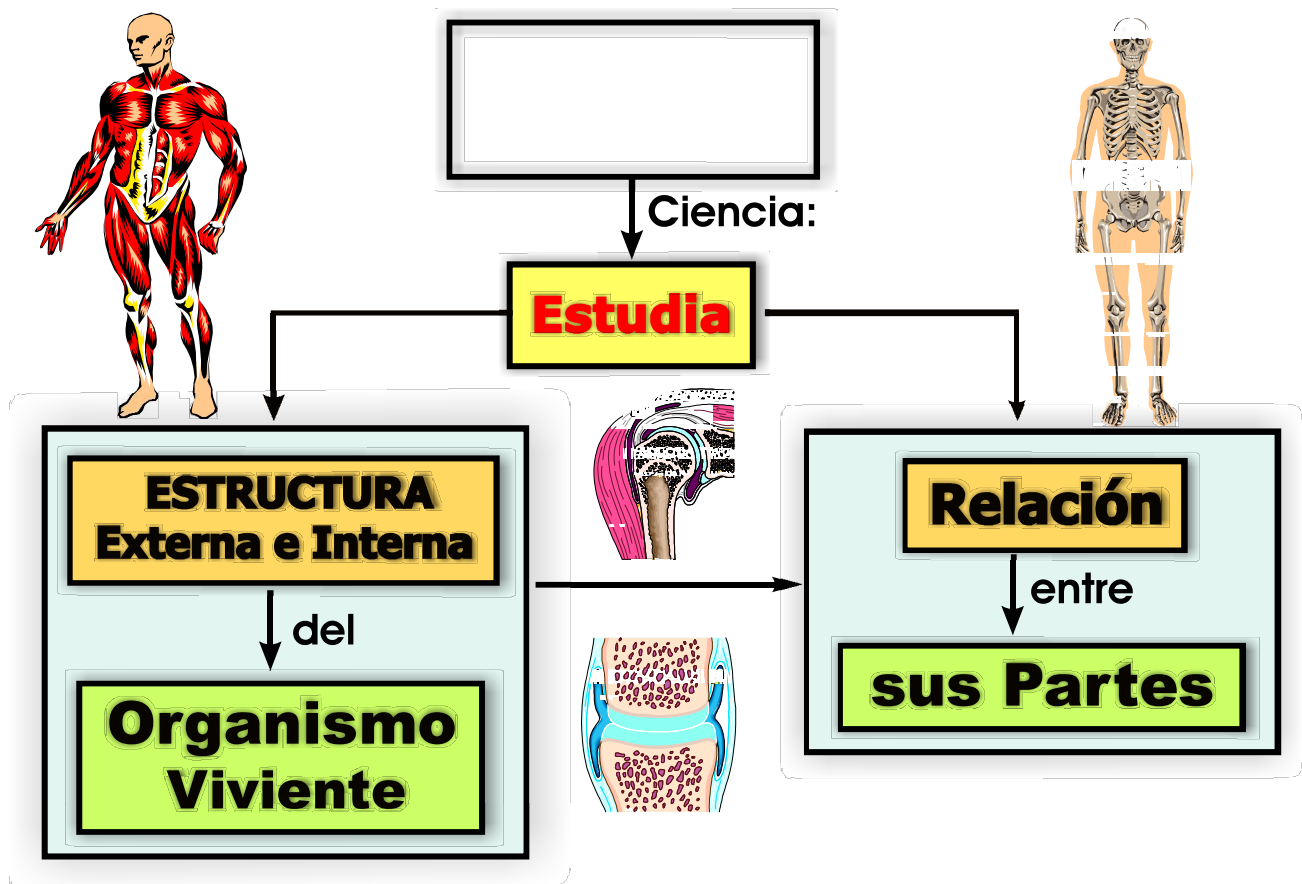 Ciencia:
Estudia
ESTRUCTURA
Externa e Interna
del
Organismo
Viviente
Relación
entre
sus Partes